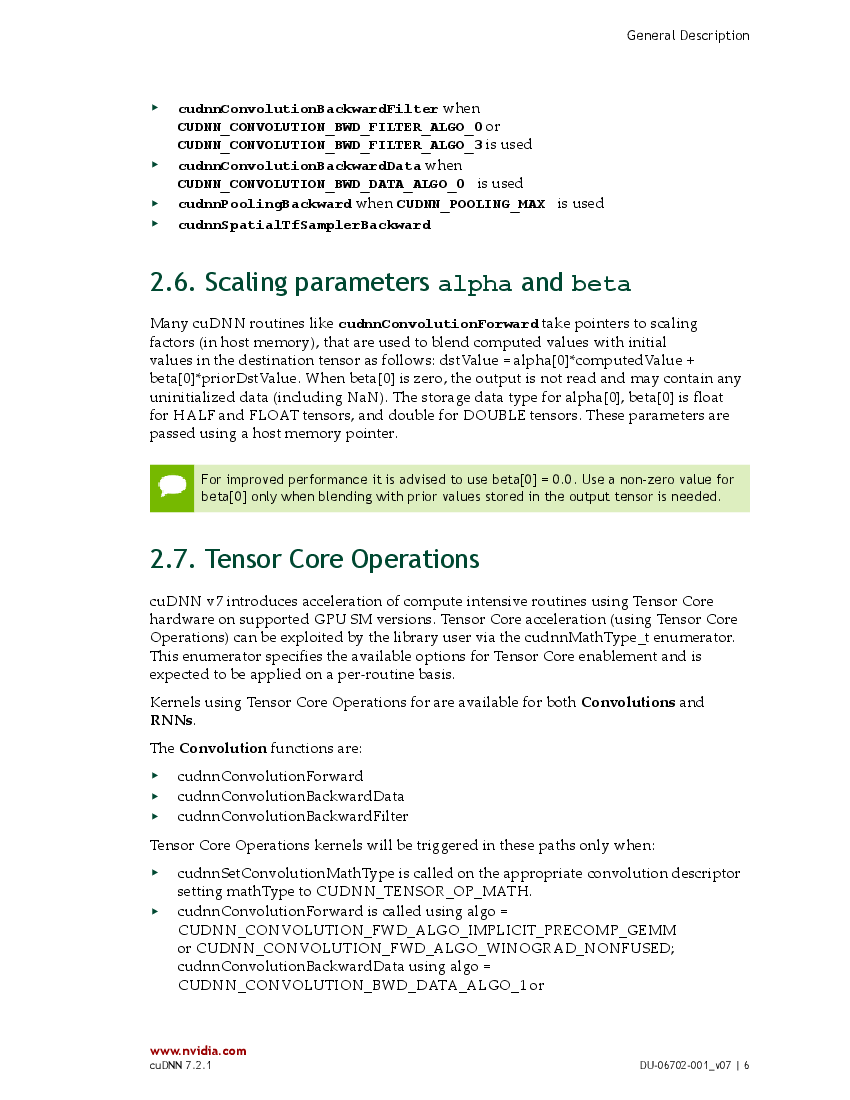 General Description
▸ cudnnConvolutionBackwardFilter when
CUDNN_CONVOLUTION_BWD_FILTER_ALGO_0 or
CUDNN_CONVOLUTION_BWD_FILTER_ALGO_3 is used
▸ cudnnConvolutionBackwardData when
CUDNN_CONVOLUTION_BWD_DATA_ALGO_0 is used
▸ cudnnPoolingBackward when CUDNN_POOLING_MAX is used
▸ cudnnSpatialTfSamplerBackward
2.6. Scaling parameters alpha and beta
Many cuDNN routines like cudnnConvolutionForward take pointers to scaling
factors (in host memory), that are used to blend computed values with initial
values in the destination tensor as follows: dstValue = alpha[0]*computedValue +
beta[0]*priorDstValue. When beta[0] is zero, the output is not read and may contain any
uninitialized data (including NaN). The storage data type for alpha[0], beta[0] is float
for HALF and FLOAT tensors, and double for DOUBLE tensors. These parameters are
passed using a host memory pointer.
For improved performance it is advised to use beta[0] = 0.0. Use a non-zero value for
beta[0] only when blending with prior values stored in the output tensor is needed.
2.7. Tensor Core Operations
cuDNN v7 introduces acceleration of compute intensive routines using Tensor Core
hardware on supported GPU SM versions. Tensor Core acceleration (using Tensor Core
Operations) can be exploited by the library user via the cudnnMathType_t enumerator.
This enumerator specifies the available options for Tensor Core enablement and is
expected to be applied on a per-routine basis.
Kernels using Tensor Core Operations for are available for both Convolutions and
RNNs.
The Convolution functions are:
▸ cudnnConvolutionForward
▸ cudnnConvolutionBackwardData
▸ cudnnConvolutionBackwardFilter
Tensor Core Operations kernels will be triggered in these paths only when:
▸ cudnnSetConvolutionMathType is called on the appropriate convolution descriptor
setting mathType to CUDNN_TENSOR_OP_MATH.
▸ cudnnConvolutionForward is called using algo =
CUDNN_CONVOLUTION_FWD_ALGO_IMPLICIT_PRECOMP_GEMM
or CUDNN_CONVOLUTION_FWD_ALGO_WINOGRAD_NONFUSED;
cudnnConvolutionBackwardData using algo =
CUDNN_CONVOLUTION_BWD_DATA_ALGO_1 or
www.nvidia.com
cuDNN 7.2.1
DU-06702-001_v07 | 6